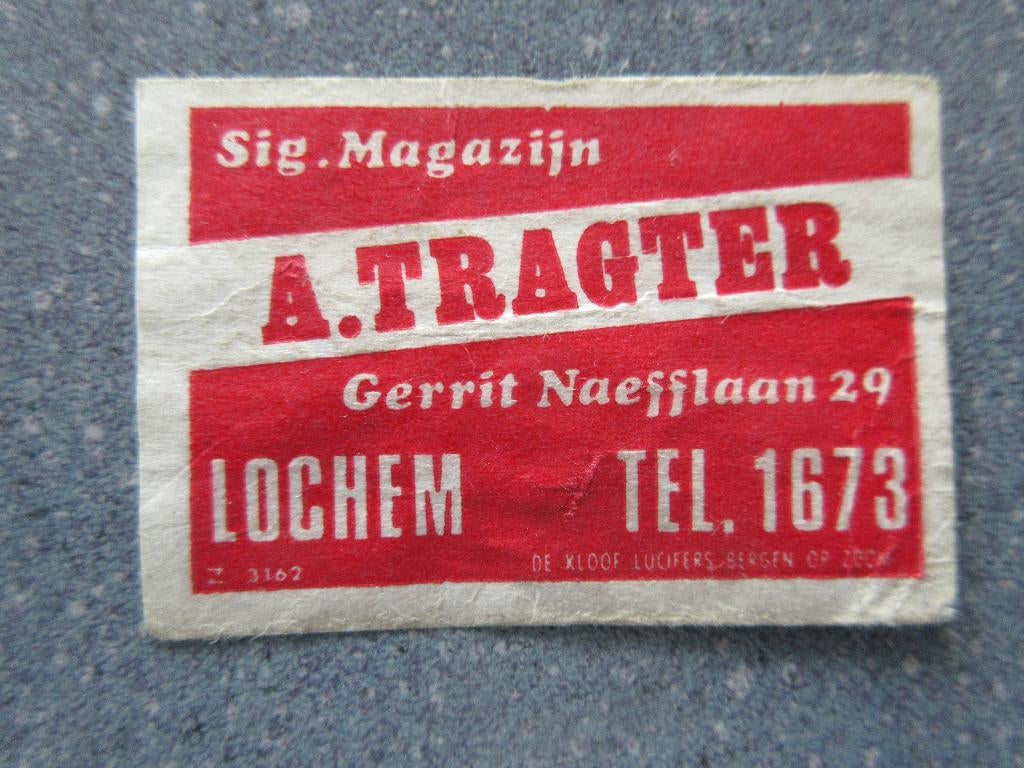 Sig. Magazijn
A. TRAGTER
Gerrit Naefflaan 29
LOCHEM TEL. 1673
Z 3162 DE KLOOF LUCIFERS BERGEN OP ZOOM